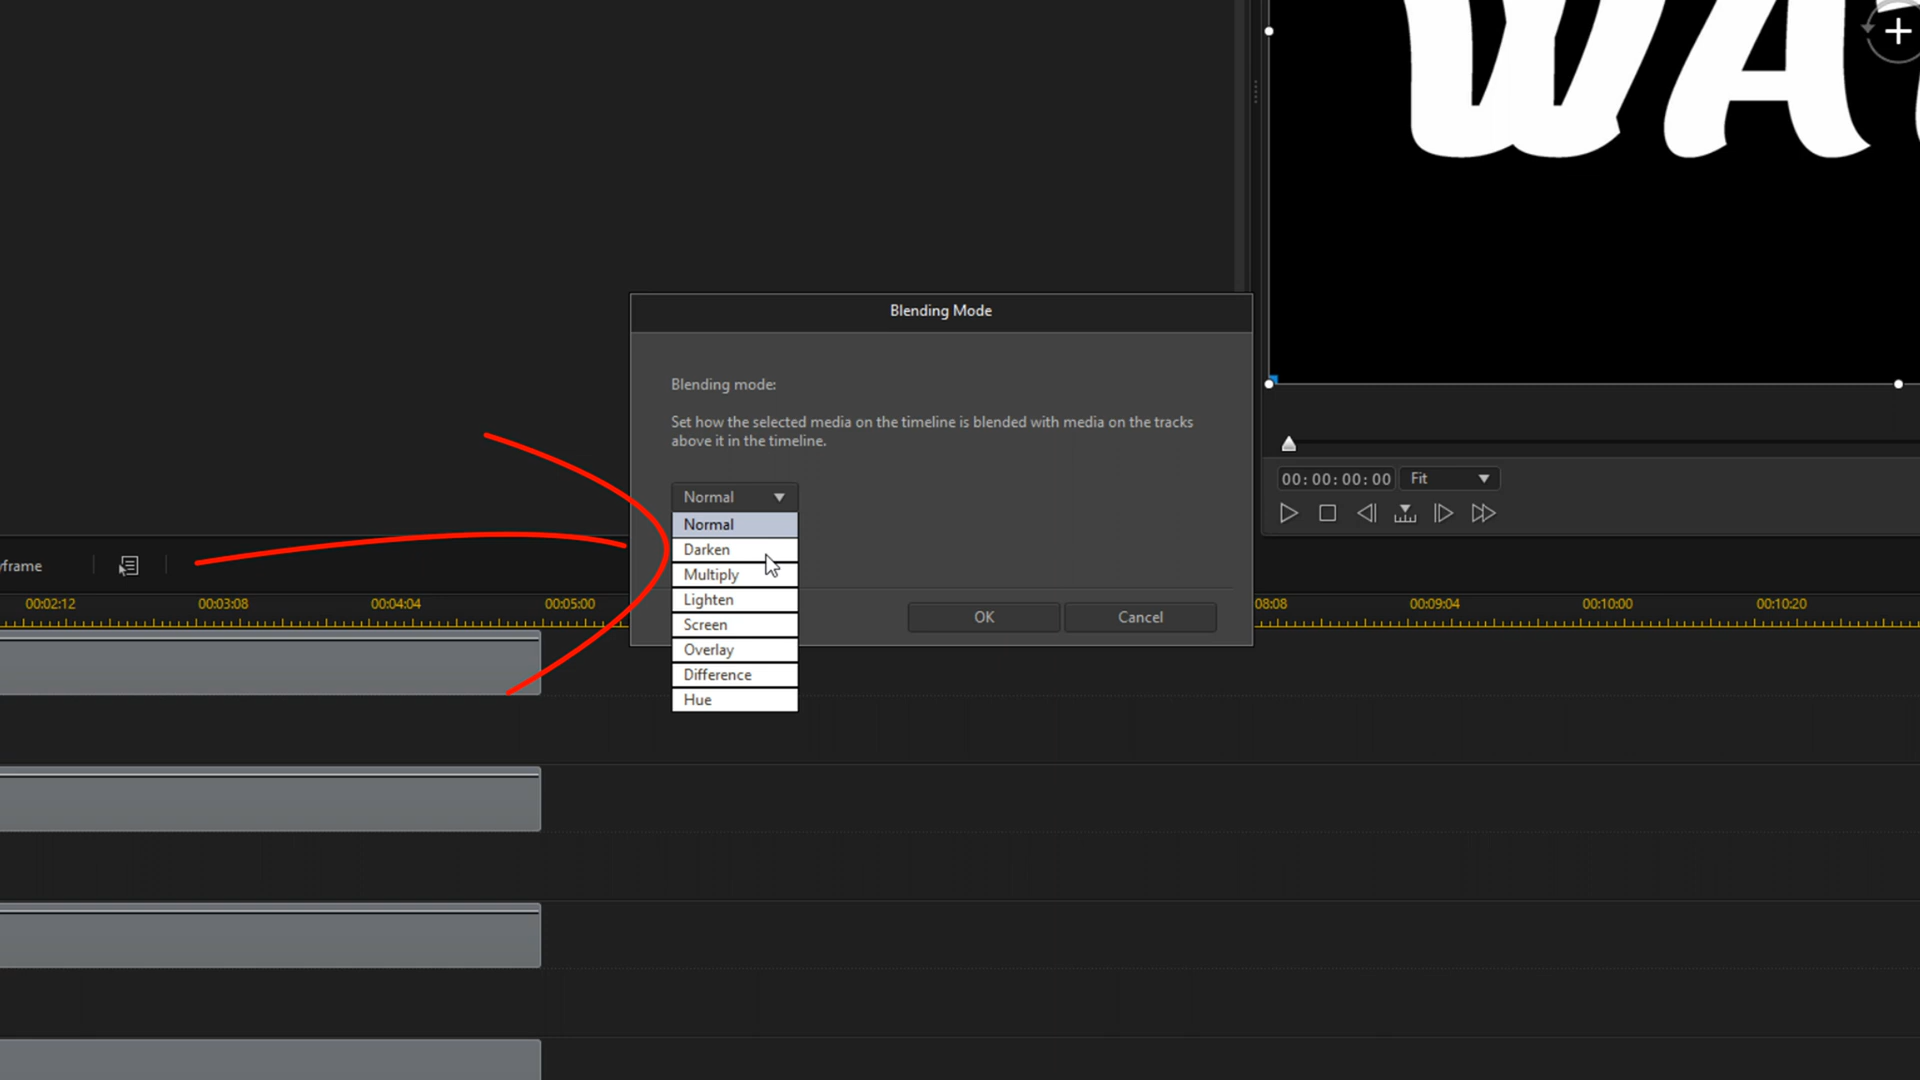 WA
Blending Mode
Blending mode:
Set how the selected media on the timeline is blended with media on the tracks
above it in the timeline.
00:00:00:00 Fit
Normal
Normal
Darken
Multiply
Lighten
Screen
Overlay
Difference
Hue
OK Cancel
yframe
00:02:12 00:03:08 00:04:04 00:05:00 08:08 00:09:04 00:10:00 00:10:20